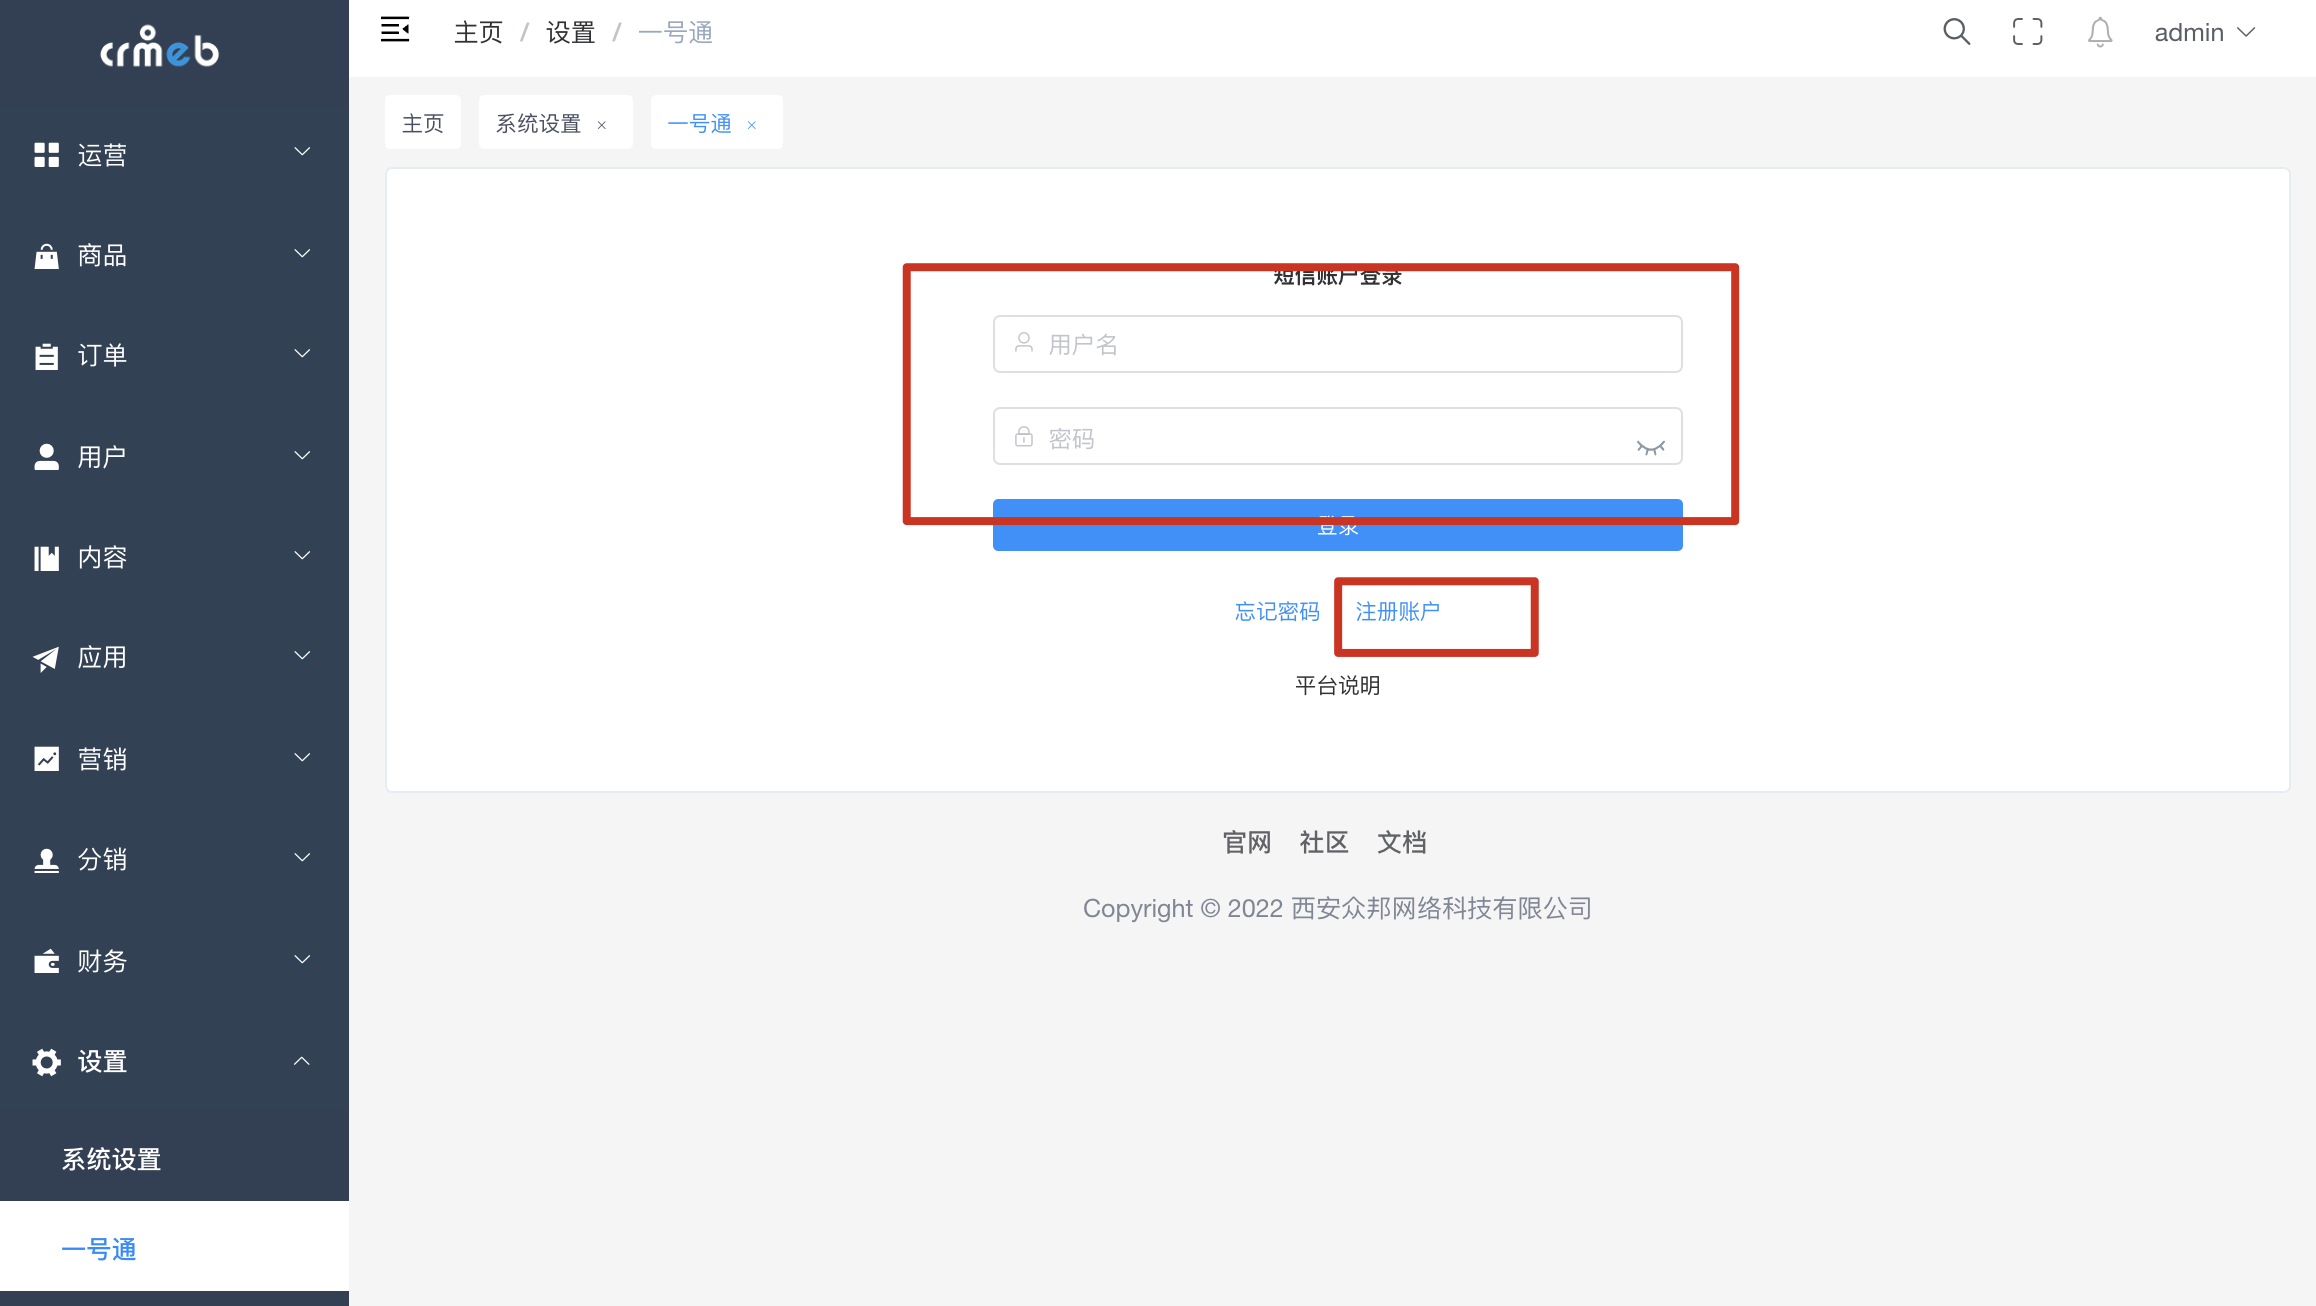 crmeb
主页 / 设置 / 一号通
admin
主页
系统设置 ×
一号通 ×
运营
商品
订单
用户
内容
应用
营销
分销
财务
设置
系统设置
一号通
短信账户登录
用户名
密码
登录
忘记密码 注册账户
平台说明
官网 社区 文档
Copyright © 2022 西安众邦网络科技有限公司